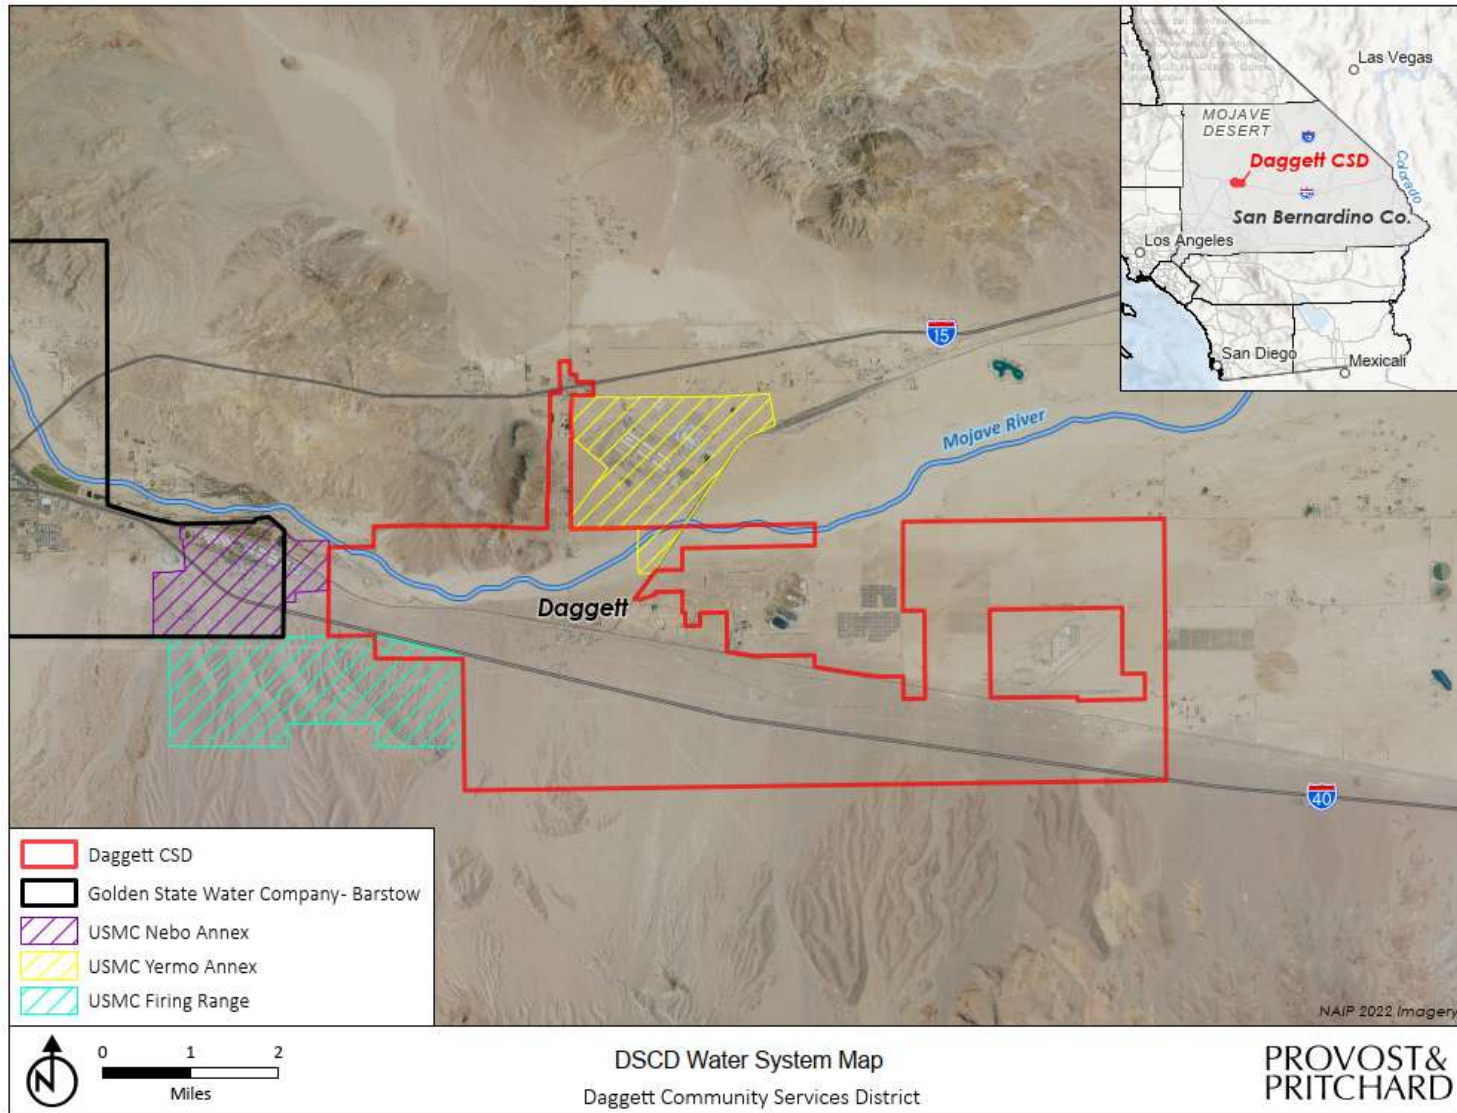 Las Vegas
MOJAVE
DESERT
15
Daggett CSD
Colorado
40
San Bernardino Co.
Los Angeles
San Diego
Mexicali
15
Mojave River
Daggett
40
Daggett CSD
Golden State Water Company- Barstow
USMC Nebo Annex
USMC Yermo Annex
USMC Firing Range
NAIP 2022 Imagery
N
0 1 2
Miles
DSCD Water System Map
Daggett Community Services District
PROVOST&
PRITCHARD